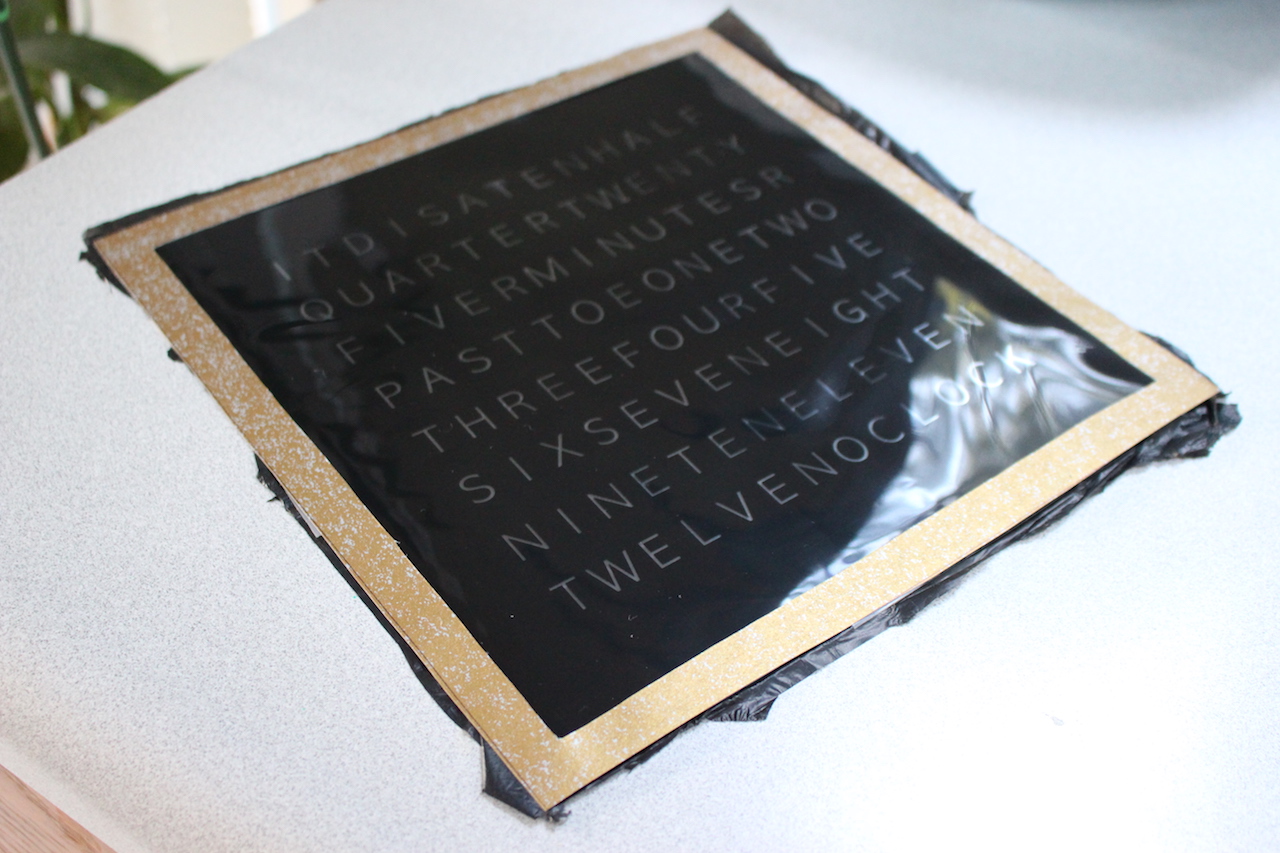 ITDISATENHALF
QUARTERTWENTY
FIVERMINUTESR
PASTTOEONETWO
THREEFOURFIVE
SIXSEVENEIGHT
NINETENELEVEN
TWELVENOCLOCK